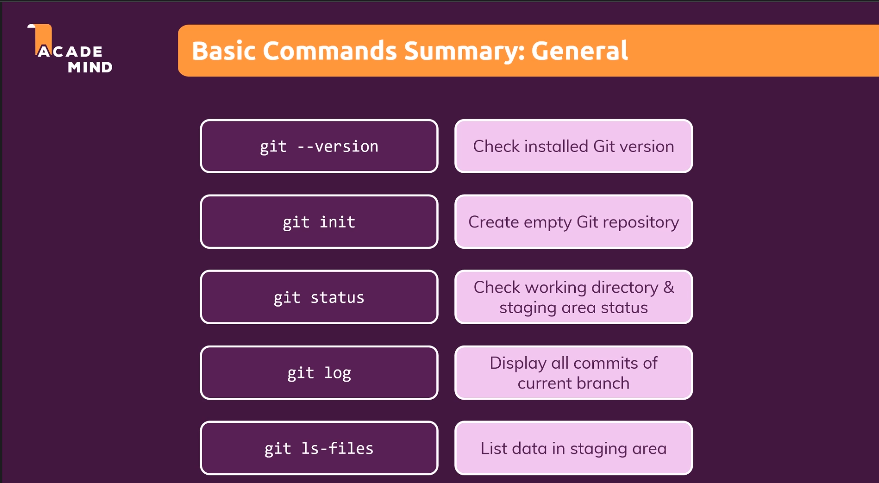 ACADE
MIND
Basic Commands Summary: General
git --version
Check installed Git version
git init
Create empty Git repository
git status
Check working directory &
staging area status
git log
Display all commits of
current branch
git ls-files
List data in staging area